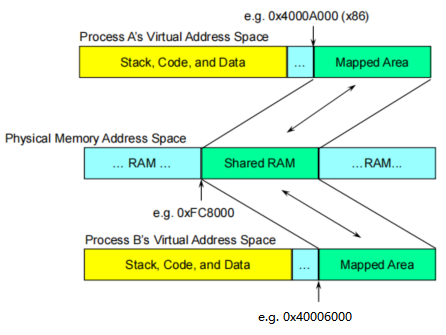 e.g. 0x4000A000 (x86)
Process A's Virtual Address Space
Stack, Code, and Data ... Mapped Area
Physical Memory Address Space
... RAM ... Shared RAM ...RAM...
e.g. 0xFC8000
Process B's Virtual Address Space
Stack, Code, and Data ... Mapped Area
e.g. 0x40006000